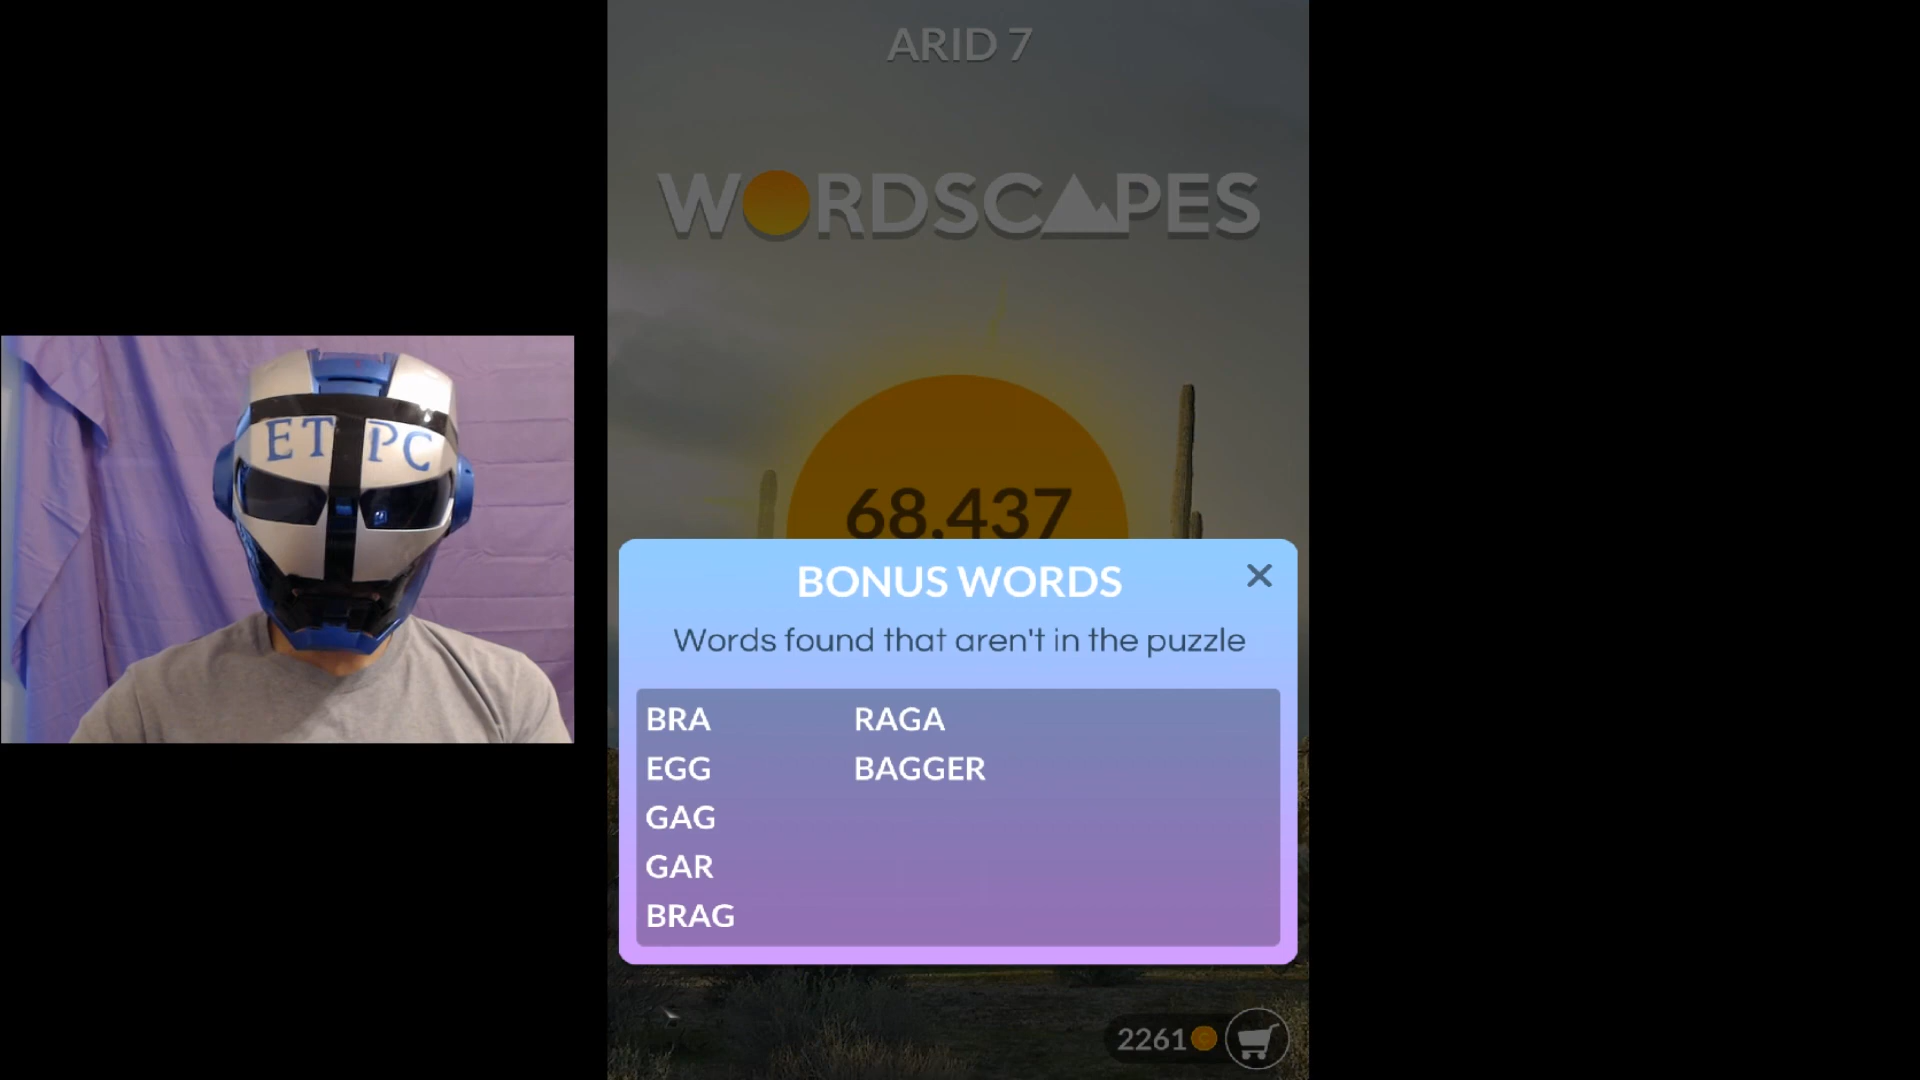 ARID 7
WORDSCAPES
ET PC
68,437
BONUS WORDS
Words found that aren't in the puzzle
BRA
EGG
GAG
GAR
BRAG
RAGA
BAGGER
2261